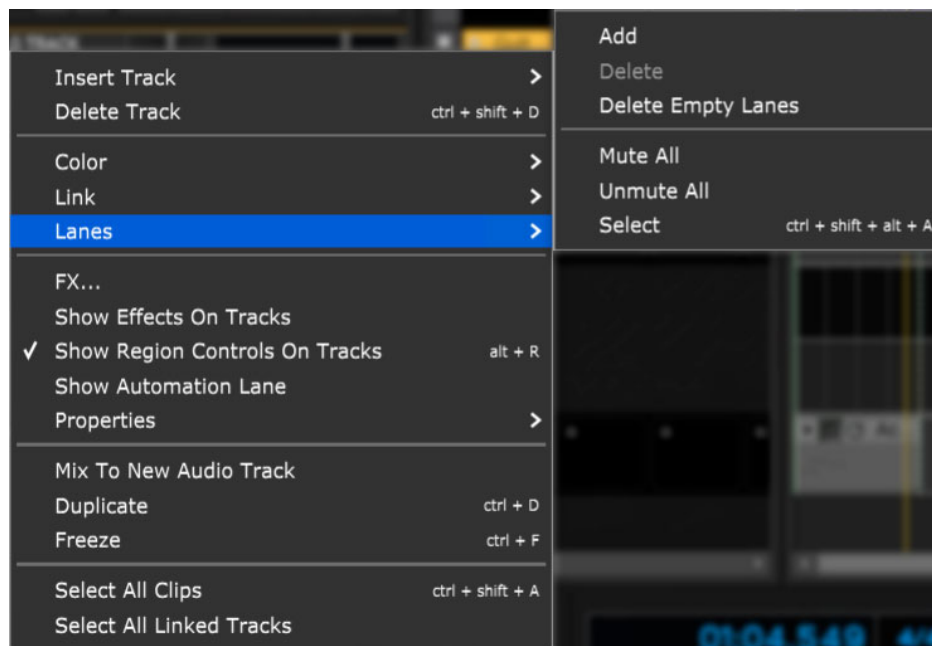 Insert Track
Delete Track ctrl + shift + D
Color
Link
Lanes
FX...
Show Effects On Tracks
Show Region Controls On Tracks alt + R
Show Automation Lane
Properties
Mix To New Audio Track
Duplicate ctrl + D
Freeze ctrl + F
Select All Clips ctrl + shift + A
Select All Linked Tracks
Add
Delete
Delete Empty Lanes
Mute All
Unmute All
Select ctrl + shift + alt + A
01:04.549